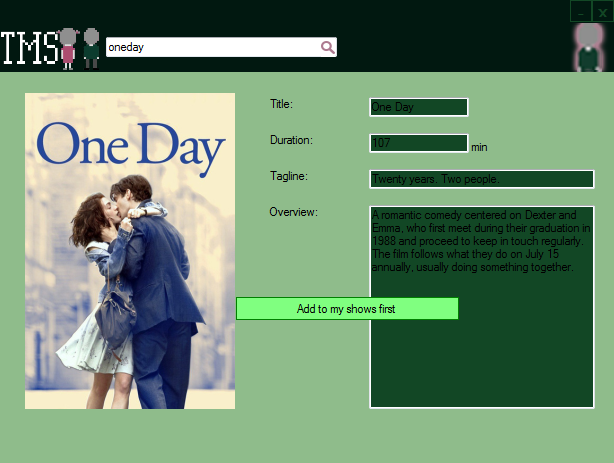 - x
TMS
oneday
One Day
Title:
One Day
Duration:
107
min
Tagline:
Twenty years. Two people.
Overview:
A romantic comedy centered on Dexter and
Emma, who first meet during their graduation in
1988 and proceed to keep in touch regularly.
The film follows what they do on July 15
annually, usually doing something together.
Add to my shows first